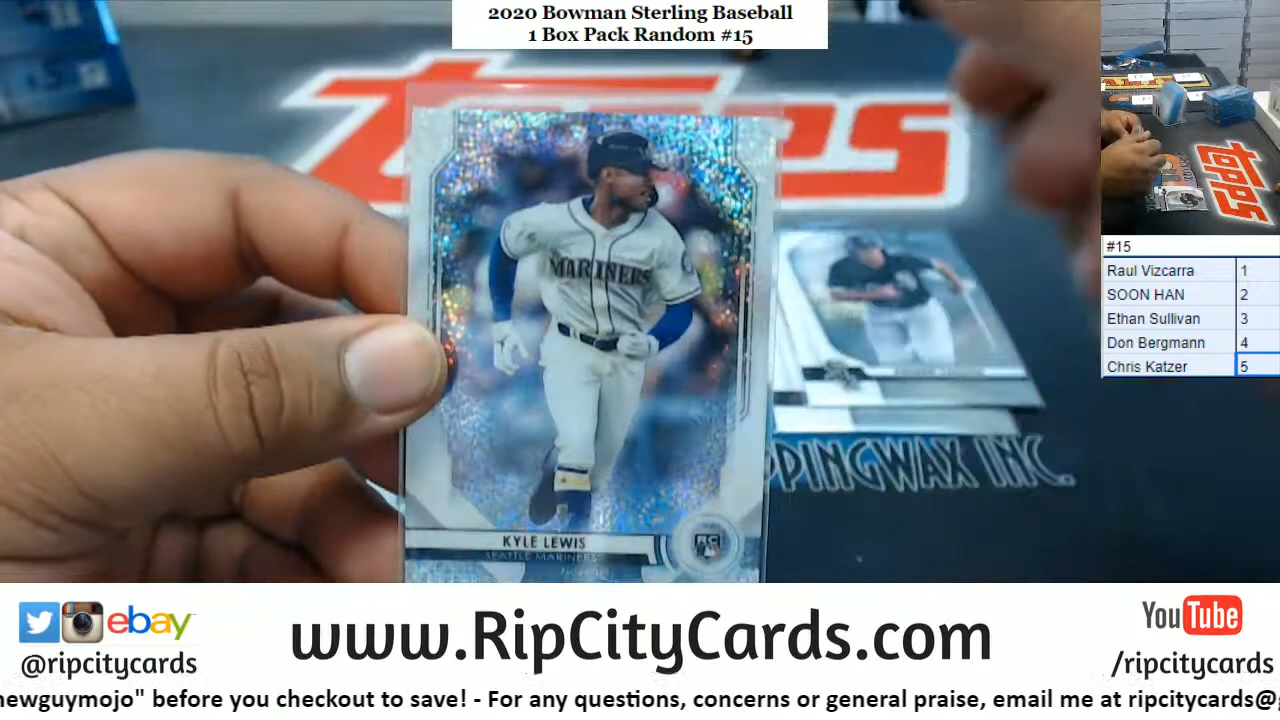 2020 Bowman Sterling Baseball
1 Box Pack Random #15
Topps
MARINERS
KYLE LEWIS
SEATTLE MARINERS
RC
PPINGWAX INC.
topps
#15
Raul Vizcarra 1
SOON HAN 2
Ethan Sullivan 3
Don Bergmann 4
Chris Katzer 5
ebay
@ripcitycards
www.RipCityCards.com
YouTube
/ripcitycards
newguymojo" before you checkout to save! - For any questions, concerns or general praise, email me at ripcitycards@